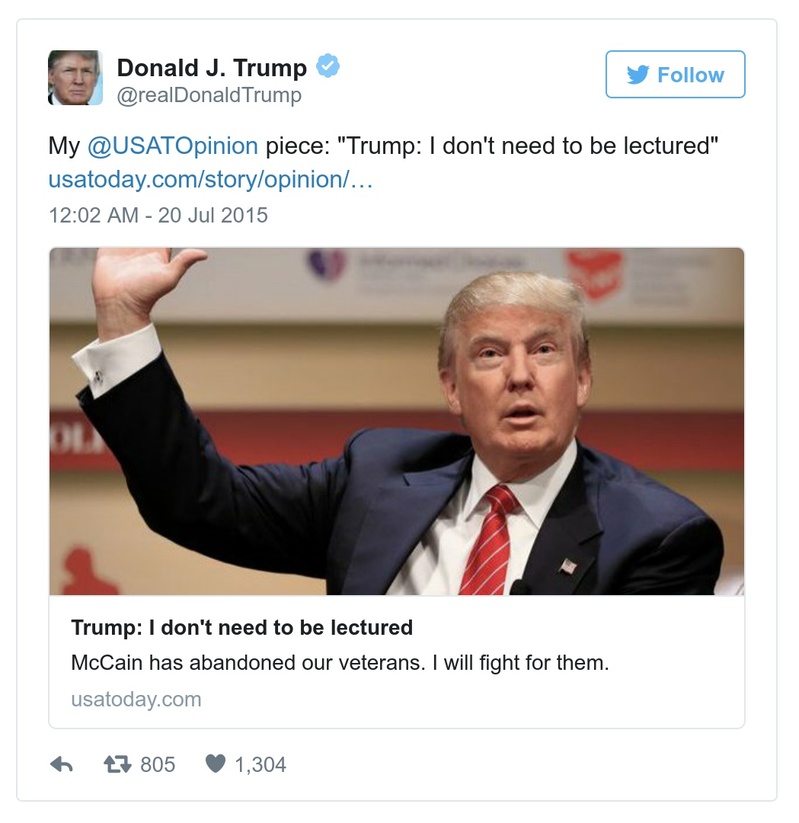 Donald J. Trump
@realDonaldTrump
Follow
My @USATOpinion piece: "Trump: I don't need to be lectured"
usatoday.com/story/opinion/…
12:02 AM - 20 Jul 2015
Trump: I don't need to be lectured
McCain has abandoned our veterans. I will fight for them.
usatoday.com
805 1,304